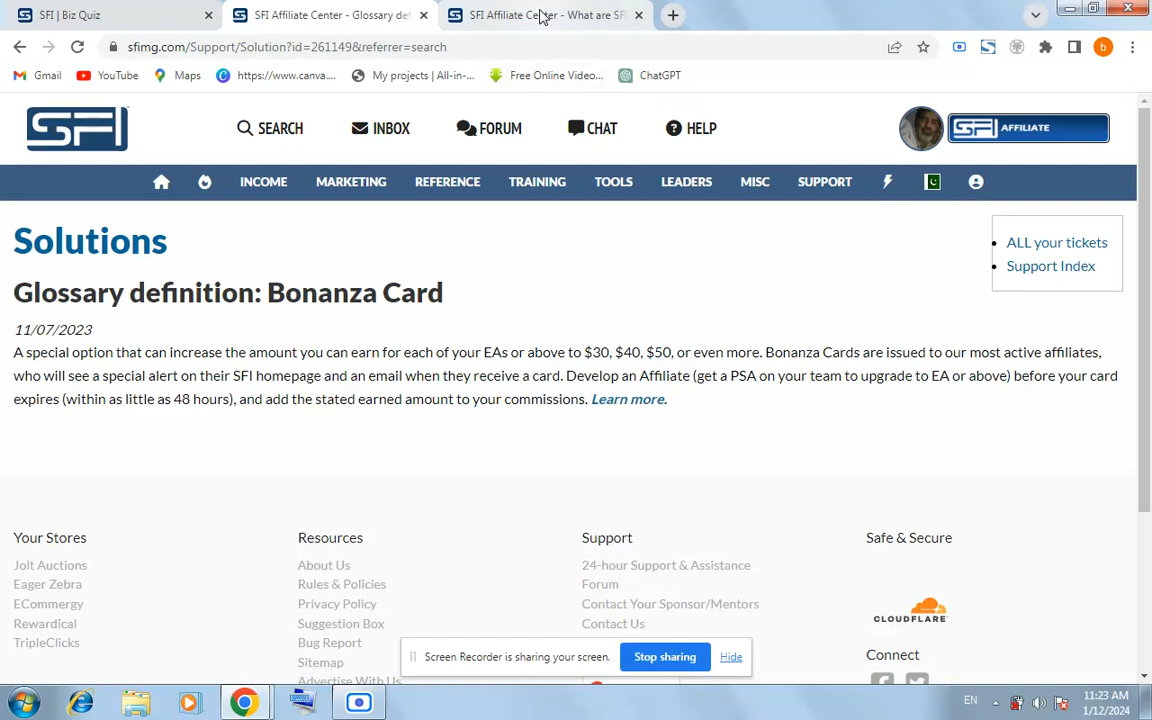 SFI | Biz Quiz
SFI Affiliate Center - Glossary def
SFI Affiliate Center - What are SFI
sfimg.com/Support/Solution?id=261149&referrer=search
Gmail
YouTube
Maps
https://www.canva....
My projects | All-in-...
Free Online Video...
ChatGPT
SFI
SEARCH
INBOX
FORUM
CHAT
HELP
SFI AFFILIATE
INCOME
MARKETING
REFERENCE
TRAINING
TOOLS
LEADERS
MISC
SUPPORT
Solutions
ALL your tickets
Support Index
Glossary definition: Bonanza Card
11/07/2023
A special option that can increase the amount you can earn for each of your EAs or above to $30, $40, $50, or even more. Bonanza Cards are issued to our most active affiliates,
who will see a special alert on their SFI homepage and an email when they receive a card. Develop an Affiliate (get a PSA on your team to upgrade to EA or above) before your card
expires (within as little as 48 hours), and add the stated earned amount to your commissions. Learn more.
Your Stores
Jolt Auctions
Eager Zebra
ECommergy
Rewardical
TripleClicks
Resources
About Us
Rules & Policies
Privacy Policy
Suggestion Box
Bug Report
Sitemap
Advertise With Us
Support
24-hour Support & Assistance
Forum
Contact Your Sponsor/Mentors
Contact Us
Safe & Secure
CLOUDFLARE
Connect
Screen Recorder is sharing your screen.
Stop sharing
Hide
EN
11:23 AM
1/12/2024